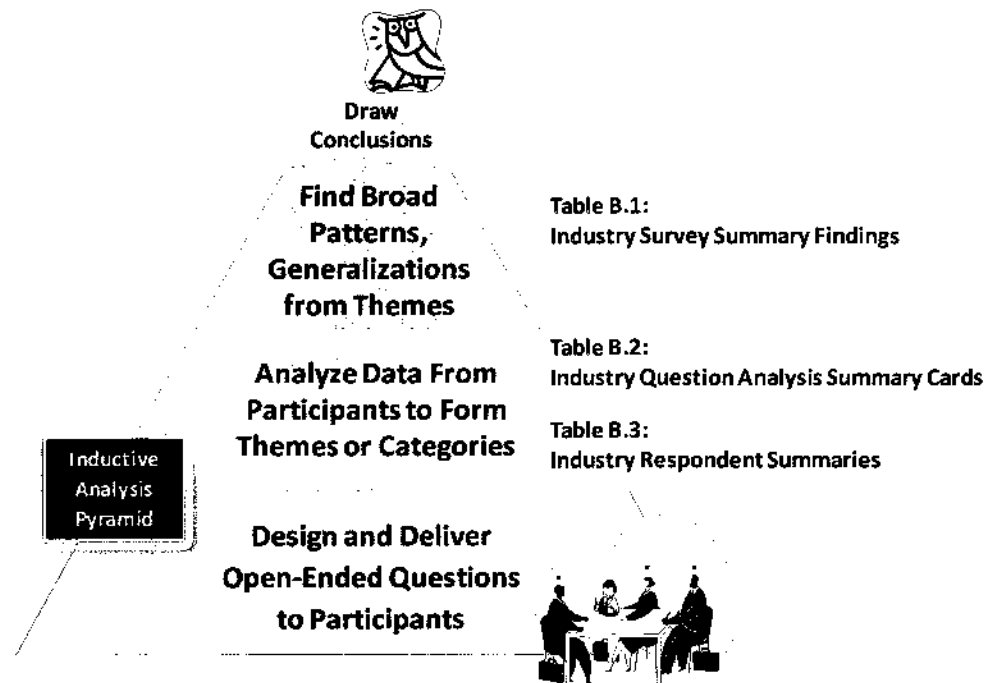 Draw
Conclusions
Find Broad
Patterns,
Generalizations
from Themes
Table B.1:
Industry Survey Summary Findings
Analyze Data From
Participants to Form
Themes or Categories
Table B.2:
Industry Question Analysis Summary Cards
Table B.3:
Industry Respondent Summaries
Inductive
Analysis
Pyramid
Design and Deliver
Open-Ended Questions
to Participants